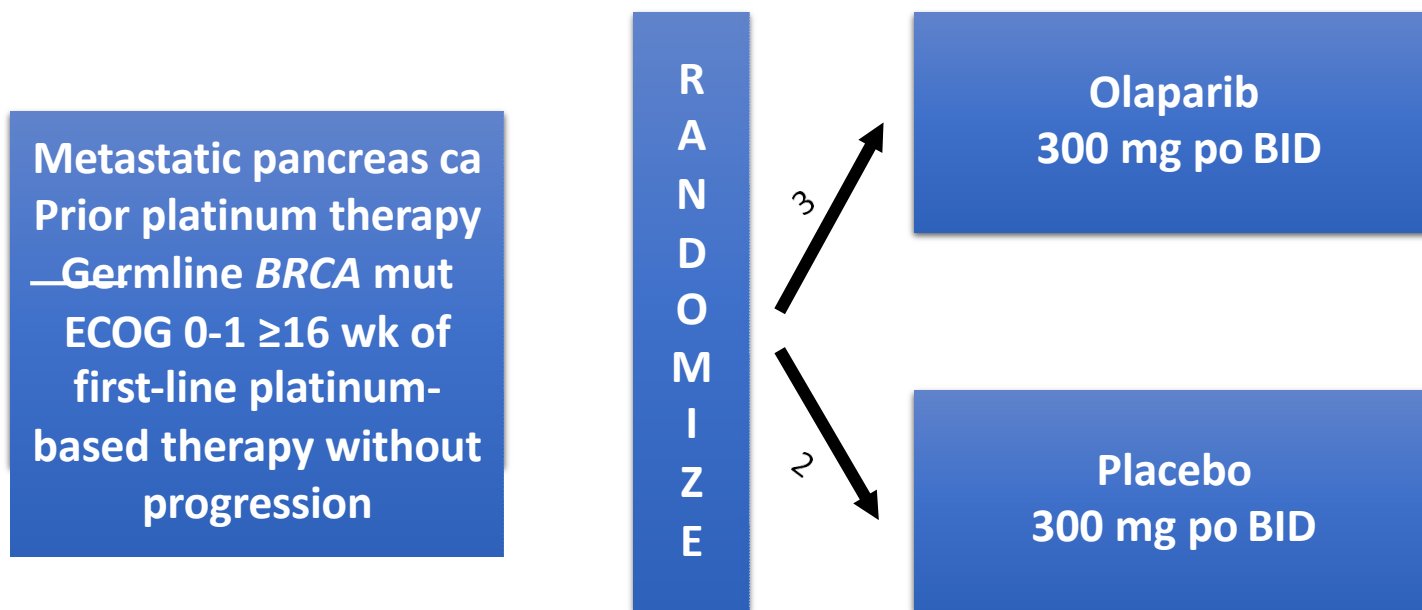 Metastatic pancreas ca
Prior platinum therapy
Germline BRCA mut
ECOG 0-1 ≥16 wk of
first-line platinum-
based therapy without
progression
R
A
N
D
O
M
I
Z
E
3
2
Olaparib
300 mg po BID
Placebo
300 mg po BID